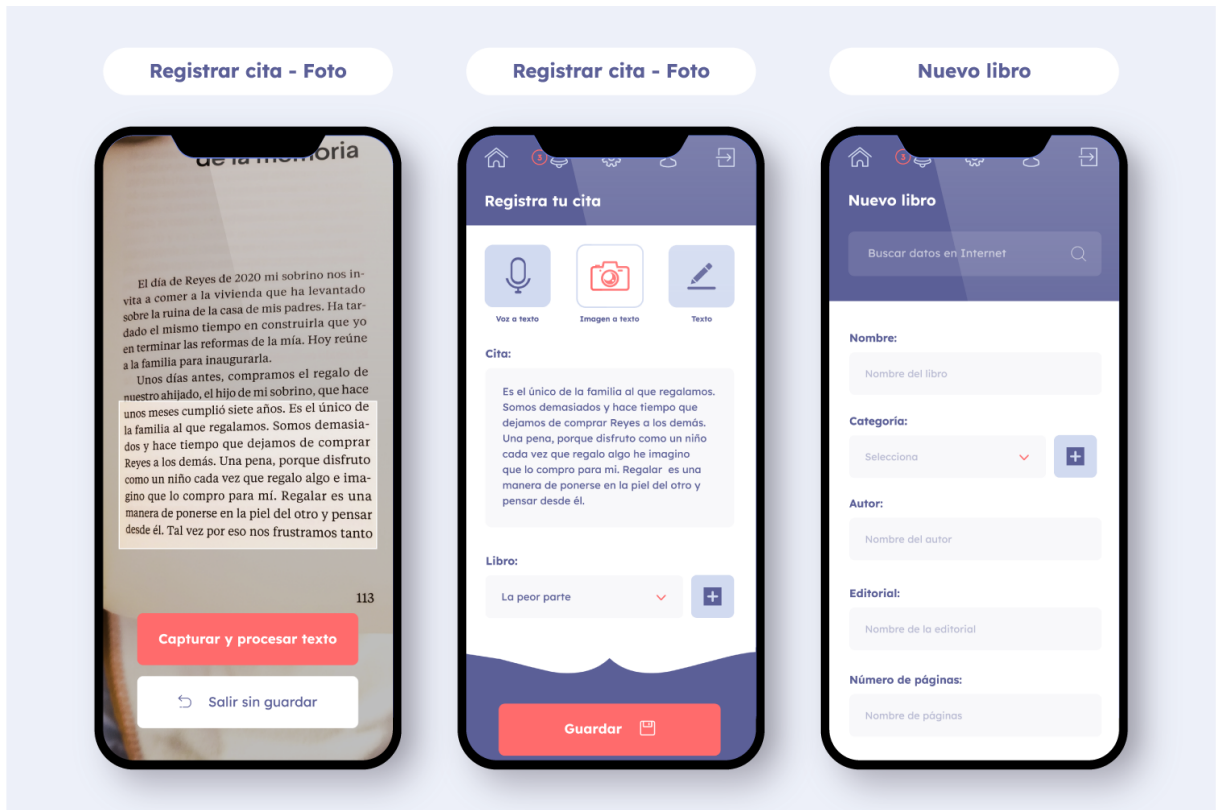 Registrar cita - Foto
de la memoria
El día de Reyes de 2020 mi sobrino nos in-
vita a comer a la vivienda que ha levantado
sobre la ruina de la casa de mis padres. Ha tar-
dado el mismo tiempo en construirla que yo
en terminar las reformas de la mía. Hoy reúne
a la familia para inaugurarla.
Unos días antes, compramos el regalo de
nuestro ahijado, el hijo de mi sobrino, que hace
unos meses cumplió siete años. Es el único de
la familia al que regalamos. Somos demasia-
dos y hace tiempo que dejamos de comprar
Reyes a los demás. Una pena, porque disfruto
como un niño cada vez que regalo algo e ima-
gino que lo compro para mí. Regalar es una
manera de ponerse en la piel del otro y pensar
desde él. Tal vez por eso nos frustramos tanto
113
Capturar y procesar texto
Salir sin guardar
Registrar cita - Foto
3
Registra tu cita
Voz a texto
Imagen a texto
Texto
Cita:
Es el único de la familia al que regalamos.
Somos demasiados y hace tiempo que
dejamos de comprar Reyes a los demás.
Una pena, porque disfruto como un niño
cada vez que regalo algo he imagino
que lo compro para mi. Regalar es una
manera de ponerse en la piel del otro y
pensar desde él.
Libro:
La peor parte
Guardar
Nuevo libro
3
Nuevo libro
Buscar datos en Internet
Nombre:
Nombre del libro
Categoría:
Selecciona
Autor:
Nombre del autor
Editorial:
Nombre de la editorial
Número de páginas:
Nombre de pàginas